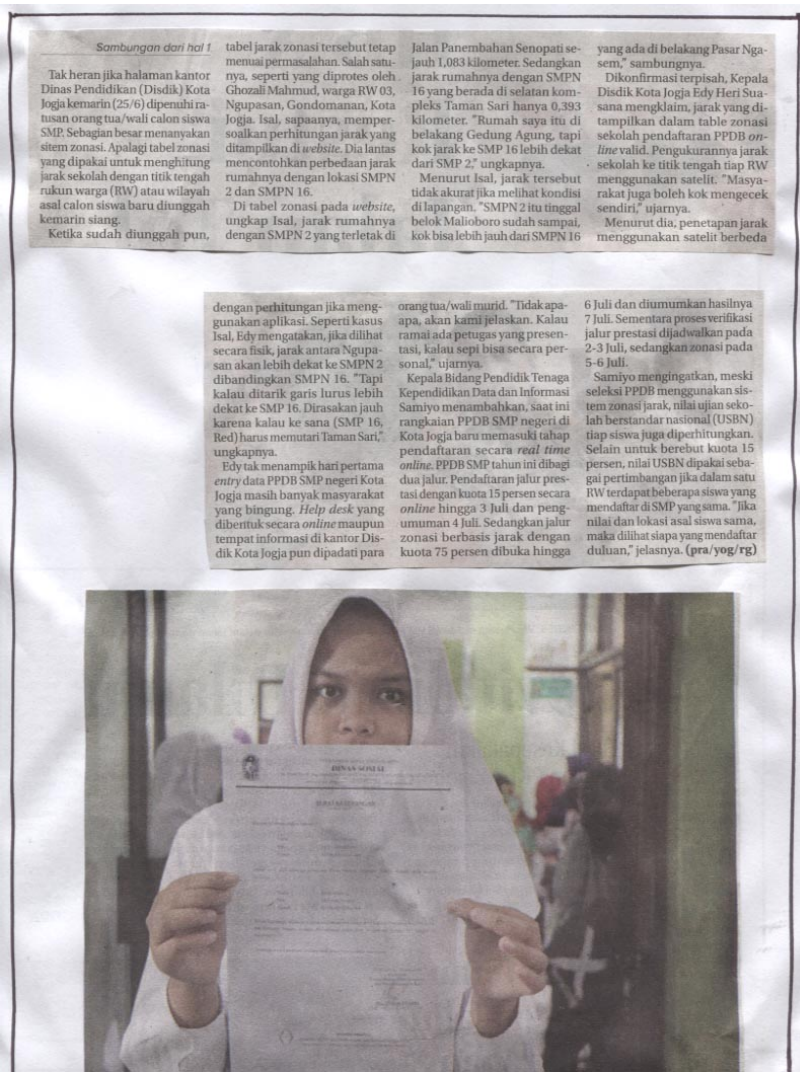 Sambungan dari hal 1
Tak heran jika halaman kantor
Dinas Pendidikan (Disdik) Kota
Jogja kemarin (25/6) dipenuhi ra-
tusan orang tua/wali calon siswa
SMP. Sebagian besar menanyakan
sitem zonasi. Apalagi tabel zonasi
yang dipakai untuk menghitung
jarak sekolah dengan titik tengah
rukun warga (RW) atau wilayah
asal calon siswa baru diunggah
kemarin siang.
Ketika sudah diunggah pun,
tabel jarak zonasi tersebut tetap
menuai permasalahan. Salah satu-
nya, seperti yang diprotes oleh
Ghozali Mahmud, warga RW 03,
Ngupasan, Gondomanan, Kota
Jogja. Isal, sapaanya, memper-
soalkan perhitungan jarak yang
ditampilkan di website. Dia lantas
mencontohkan perbedaan jarak
rumahnya dengan lokasi SMPN
2 dan SMPN 16.
Di tabel zonasi pada website,
ungkap Isal, jarak rumahnya
dengan SMPN 2 yang terletak di
Jalan Panembahan Senopati se-
jauh 1,083 kilometer. Sedangkan
jarak rumahnya dengan SMPN
16 yang berada di selatan kom-
pleks Taman Sari hanya 0,393
kilometer. "Rumah saya itu di
belakang Gedung Agung, tapi
kok jarak ke SMP 16 lebih dekat
dari SMP 2," ungkapnya.
Menurut Isal, jarak tersebut
tidak akurat jika melihat kondisi
di lapangan. "SMPN 2 itu tinggal
belok Malioboro sudah sampai,
kok bisa lebih jauh dari SMPN 16
yang ada di belakang Pasar Nga-
sem," sambungnya.
Dikonfirmasi terpisah, Kepala
Disdik Kota Jogja Edy Heri Sua-
sana mengklaim, jarak yang di-
tampilkan dalam table zonasi
sekolah pendaftaran PPDB on-
line valid. Pengukurannya jarak
sekolah ke titik tengah tiap RW
menggunakan satelit. "Masya-
rakat juga boleh kok mengecek
sendiri," ujarnya.
Menurut dia, penetapan jarak
menggunakan satelit berbeda
dengan perhitungan jika meng-
gunakan aplikasi. Seperti kasus
Isal, Edy mengatakan, jika dilihat
secara fisik, jarak antara Ngupa-
san akan lebih dekat ke SMPN 2
dibandingkan SMPN 16. "Tapi
kalau ditarik garis lurus lebih
dekat ke SMP 16. Dirasakan jauh
karena kalau ke sana (SMP 16,
Red) harus memutari Taman Sari,"
ungkapnya.
Edy tak menampik hari pertama
entry data PPDB SMP negeri Kota
Jogja masih banyak masyarakat
yang bingung. Help desk yang
dibentuk secara online maupun
tempat informasi di kantor Dis-
dik Kota Jogja pun dipadati para
orang tua/wali murid. "Tidak apa-
apa, akan kami jelaskan. Kalau
ramai ada petugas yang presen-
tasi, kalau sepi bisa secara per-
sonal," ujarnya.
Kepala Bidang Pendidik Tenaga
Kependidikan Data dan Informasi
Samiyo menambahkan, saat ini
rangkaian PPDB SMP negeri di
Kota Jogja baru memasuki tahap
pendaftaran secara real time
online. PPDB SMP tahun ini dibagi
dua jalur. Pendaftaran jalur pres-
tasi dengan kuota 15 persen secara
online hingga 3 Juli dan peng-
umuman 4 Juli. Sedangkan jalur
zonasi berbasis jarak dengan
kuota 75 persen dibuka hingga
6 Juli dan diumumkan hasilnya
7 Juli. Sementara proses verifikasi
jalur prestasi dijadwalkan pada
2-3 Juli, sedangkan zonasi pada
5-6 Juli.
Samiyo mengingatkan, meski
seleksi PPDB menggunakan sis-
tem zonasi jarak, nilai ujian seko-
lah berstandar nasional (USBN)
tiap siswa juga diperhitungkan.
Selain untuk berebut kuota 15
persen, nilai USBN dipakai seba-
gai pertimbangan jika dalam satu
RW terdapat beberapa siswa yang
mendaftar di SMP yang sama. "Jika
nilai dan lokasi asal siswa sama,
maka dilihat siapa yang mendaftar
duluan," jelasnya. (pra/yog/rg)
DINAS SOSIAL